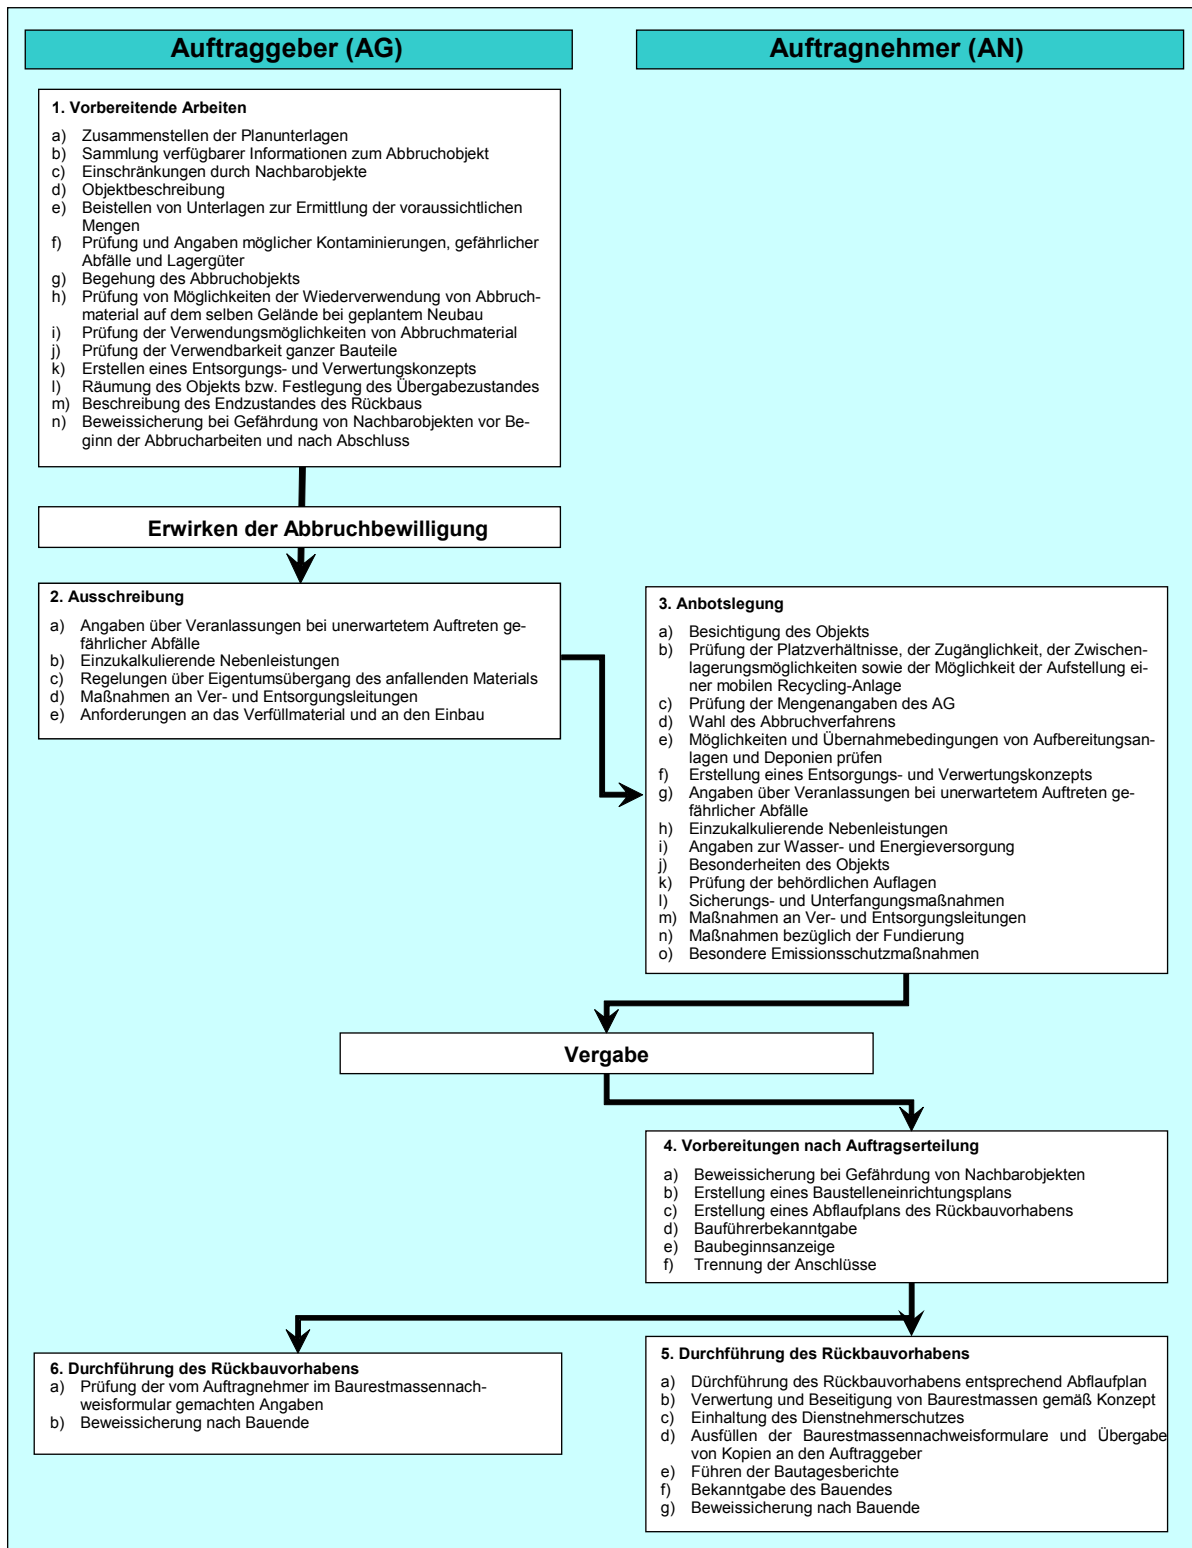 Auftraggeber (AG)
Auftragnehmer (AN)
1. Vorbereitende Arbeiten
a) Zusammenstellen der Planunterlagen
b) Sammlung verfügbarer Informationen zum Abbruchobjekt
c) Einschränkungen durch Nachbarobjekte
d) Objektbeschreibung
e) Beistellen von Unterlagen zur Ermittlung der voraussichtlichen
Mengen
f) Prüfung und Angaben möglicher Kontaminierungen, gefährlicher
Abfälle und Lagergüter
g) Begehung des Abbruchobjekts
h) Prüfung von Möglichkeiten der Wiederverwendung von Abbruch-
material auf dem selben Gelände bei geplantem Neubau
i) Prüfung der Verwendungsmöglichkeiten von Abbruchmaterial
j) Prüfung der Verwendbarkeit ganzer Bauteile
k) Erstellen eines Entsorgungs- und Verwertungskonzepts
l) Räumung des Objekts bzw. Festlegung des Übergabezustandes
m) Beschreibung des Endzustandes des Rückbaus
n) Beweissicherung bei Gefährdung von Nachbarobjekten vor Be-
ginn der Abbrucharbeiten und nach Abschluss
Erwirken der Abbruchbewilligung
2. Ausschreibung
a) Angaben über Veranlassungen bei unerwartetem Auftreten ge-
fährlicher Abfälle
b) Einzukalkulierende Nebenleistungen
c) Regelungen über Eigentumsübergang des anfallenden Materials
d) Maßnahmen an Ver- und Entsorgungsleitungen
e) Anforderungen an das Verfüllmaterial und an den Einbau
3. Anbotslegung
a) Besichtigung des Objekts
b) Prüfung der Platzverhältnisse, der Zugänglichkeit, der Zwischen-
lagerungsmöglichkeiten sowie der Möglichkeit der Aufstellung ei-
ner mobilen Recycling-Anlage
c) Prüfung der Mengenangaben des AG
d) Wahl des Abbruchverfahrens
e) Möglichkeiten und Übernahmebedingungen von Aufbereitungsan-
lagen und Deponien prüfen
f) Erstellung eines Entsorgungs- und Verwertungskonzepts
g) Angaben über Veranlassungen bei unerwartetem Auftreten ge-
fährlicher Abfälle
h) Einzukalkulierende Nebenleistungen
i) Angaben zur Wasser- und Energieversorgung
j) Besonderheiten des Objekts
k) Prüfung der behördlichen Auflagen
l) Sicherungs- und Unterfangungsmaßnahmen
m) Maßnahmen an Ver- und Entsorgungsleitungen
n) Maßnahmen bezüglich der Fundierung
o) Besondere Emissionsschutzmaßnahmen
Vergabe
4. Vorbereitungen nach Auftragserteilung
a) Beweissicherung bei Gefährdung von Nachbarobjekten
b) Erstellung eines Baustelleneinrichtungsplans
c) Erstellung eines Abflaufplans des Rückbauvorhabens
d) Bauführerbekanntgabe
e) Baubeginnsanzeige
f) Trennung der Anschlüsse
6. Durchführung des Rückbauvorhabens
a) Prüfung der vom Auftragnehmer im Baurestmassennach-
weisformular gemachten Angaben
b) Beweissicherung nach Bauende
5. Durchführung des Rückbauvorhabens
a) Dürchführung des Rückbauvorhabens entsprechend Abflaufplan
b) Verwertung und Beseitigung von Baurestmassen gemäß Konzept
c) Einhaltung des Dienstnehmerschutzes
d) Ausfüllen der Baurestmassennachweisformulare und Übergabe
von Kopien an den Auftraggeber
e) Führen der Bautagesberichte
f) Bekanntgabe des Bauendes
g) Beweissicherung nach Bauende